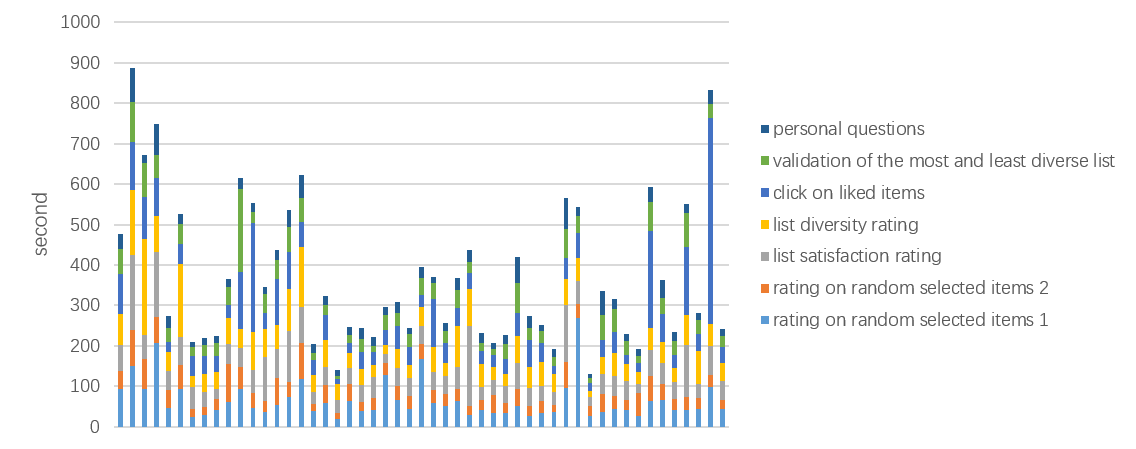 1000
900
800
700
600
500
400
300
200
100
0
second
personal questions
validation of the most and least diverse list
click on liked items
list diversity rating
list satisfaction rating
rating on random selected items 2
rating on random selected items 1